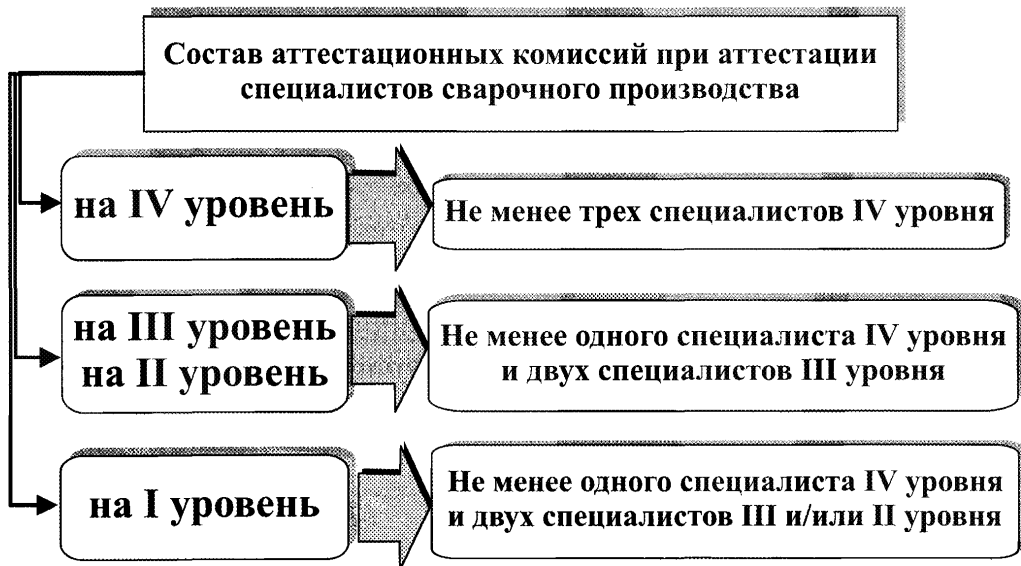 Состав аттестационных комиссий при аттестации
специалистов сварочного производства
на IV уровень
Не менее трех специалистов IV уровня
на III уровень
на II уровень
Не менее одного специалиста IV уровня
и двух специалистов III уровня
на I уровень
Не менее одного специалиста IV уровня
и двух специалистов III и/или II уровня